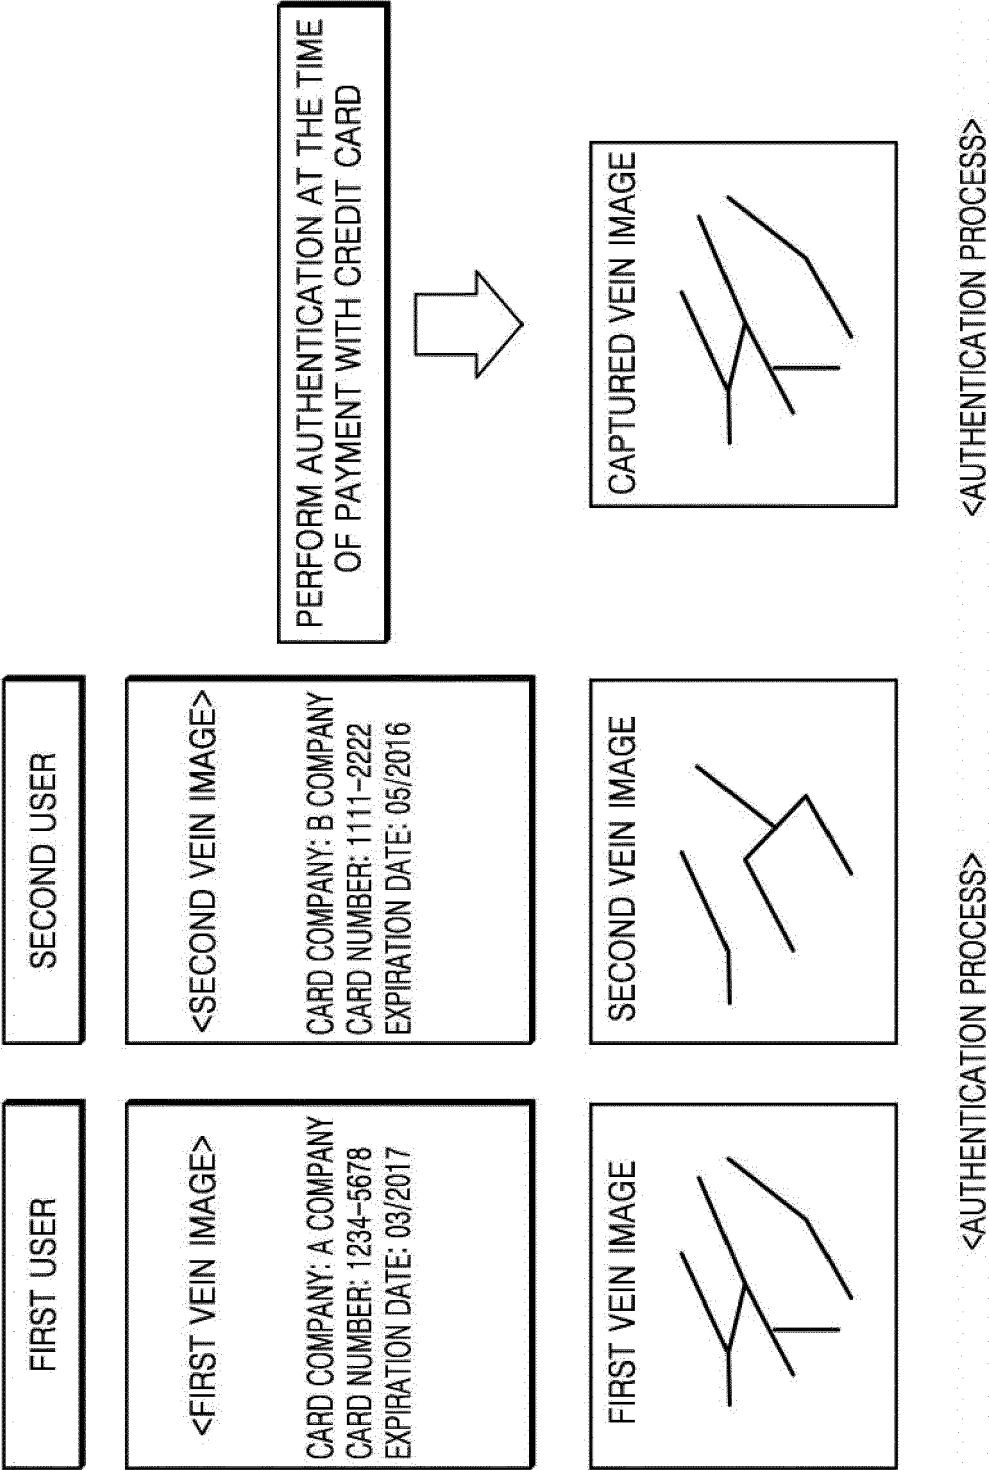 FIRST USER
<FIRST VEIN IMAGE>
CARD COMPANY: A COMPANY
CARD NUMBER: 1234-5678
EXPIRATION DATE: 03/2017
FIRST VEIN IMAGE
SECOND USER
<SECOND VEIN IMAGE>
CARD COMPANY: B COMPANY
CARD NUMBER: 1111-2222
EXPIRATION DATE: 05/2016
SECOND VEIN IMAGE
<AUTHENTICATION PROCESS>
PERFORM AUTHENTICATION AT THE TIME
OF PAYMENT WITH CREDIT CARD
CAPTURED VEIN IMAGE
<AUTHENTICATION PROCESS>